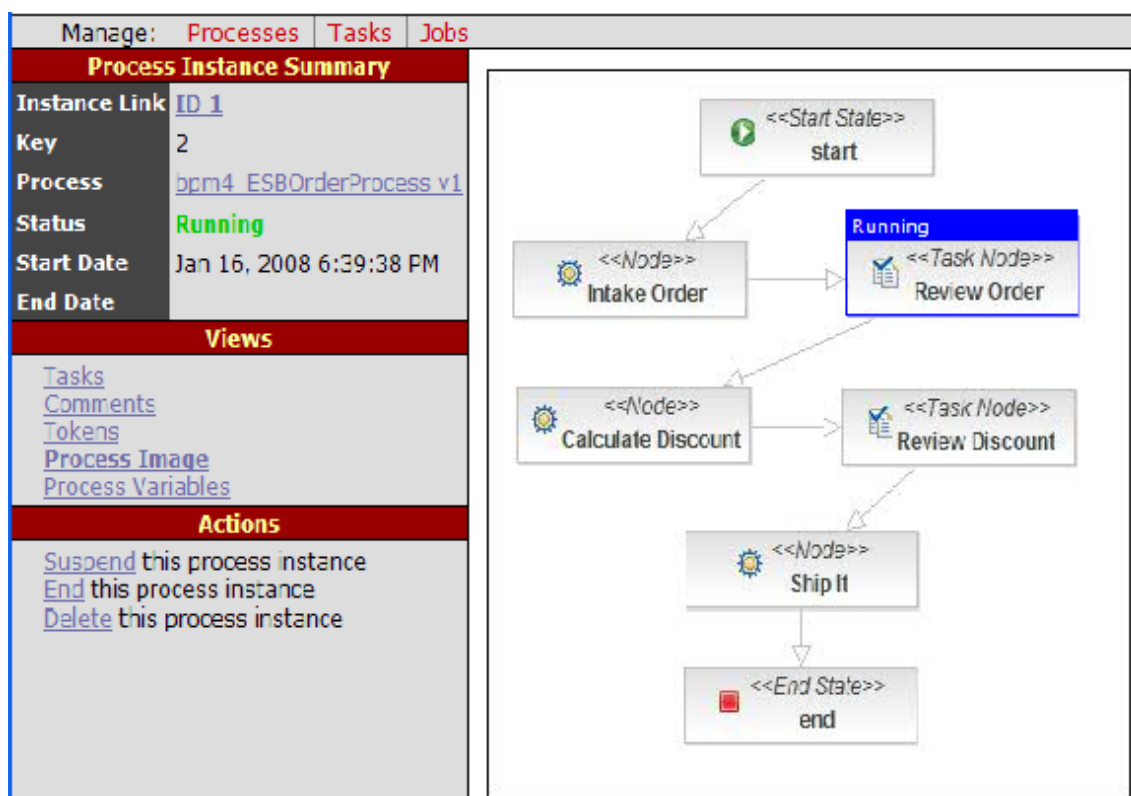 Manage: Processes Tasks Jobs
Process Instance Summary
Instance Link ID 1
Key 2
Process bpm4_ESBOrderProcess v1
Status Running
Start Date Jan 16, 2008 6:39:38 PM
End Date
Views
Tasks
Comments
Tokens
Process Image
Process Variables
Actions
Suspend this process instance
End this process instance
Delete this process instance
<<Start State>>
start
<<Node>>
Intake Order
Running
<<Task Node>>
Review Order
<<Node>>
Calculate Discount
<<Task Node>>
Review Discount
<<Node>>
Ship It
<<End State>>
end